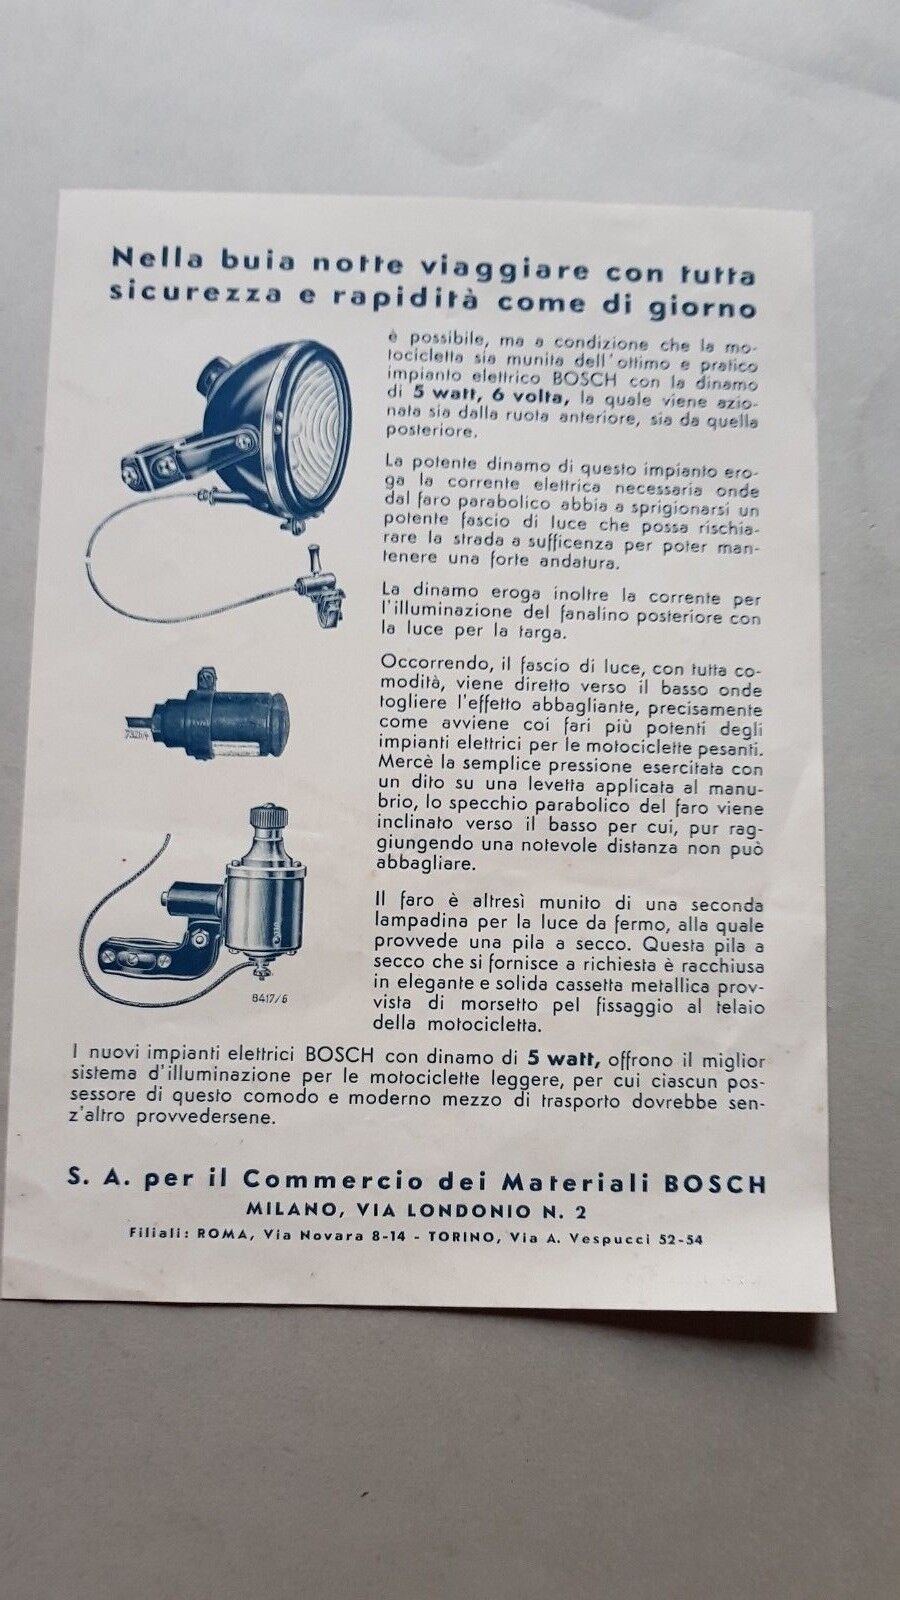 Nella buia notte viaggiare con tutta
sicurezza e rapidità come di giorno
è possibile, ma a condizione che la mo-
tocicletta sia munita dell'ottimo e pratico
impianto elettrico BOSCH con la dinamo
di 5 watt, 6 volta, la quale viene azio-
nata sia dalla ruota anteriore, sia da quella
posteriore.
La potente dinamo di questo impianto ero-
ga la corrente elettrica necessaria onde
dal faro parabolico abbia a sprigionarsi un
potente fascio di luce che possa rischia-
rare la strada a sufficenza per poter man-
tenere una forte andatura.
La dinamo eroga inoltre la corrente per
l'illuminazione del fanalino posteriore con
la luce per la targa.
Occorrendo, il fascio di luce, con tutta co-
modità, viene diretto verso il basso onde
togliere l'effetto abbagliante, precisamente
come avviene coi fari più potenti degli
impianti elettrici per le motociclette pesanti.
Mercè la semplice pressione esercitata con
un dito su una levetta applicata al manu-
brio, lo specchio parabolico del faro viene
inclinato verso il basso per cui, pur rag-
giungendo una notevole distanza non può
abbagliare.
Il faro è altresì munito di una seconda
lampadina per la luce da fermo, alla quale
provvede una pila a secco. Questa pila a
secco che si fornisce a richiesta è racchiusa
in elegante e solida cassetta metallica prov-
vista di morsetto pel fissaggio al telaio
della motocicletta.
7326/4
8417/6
I nuovi impianti elettrici BOSCH con dinamo di 5 watt, offrono il miglior
sistema d'illuminazione per le motociclette leggere, per cui ciascun pos-
sessore di questo comodo e moderno mezzo di trasporto dovrebbe sen-
z'altro provvedersene.
S. A. per il Commercio dei Materiali BOSCH
MILANO, VIA LONDONIO N. 2
Filiali: ROMA, Via Novara 8-14 - TORINO, Via A. Vespucci 52-54